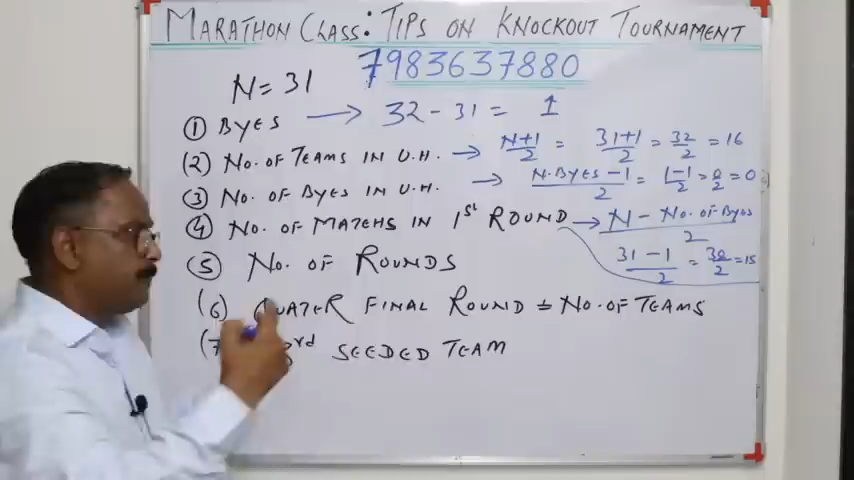 MARATHON CLASS: TIPS ON KNOCKOUT TOURNAMENT
7983637880
N = 31
① BYES → 32 - 31 = 1
(2) NO. OF TEAMS IN U.H. → N+1/2 = 31+1/2 = 32/2 = 16
(3) NO. OF BYES IN U.H. → N.BYES-1/2 = 1-1/2 = 0/2 = 0
④ NO. OF MATCHS IN 1st ROUND → N - NO. OF BYES/2
31-1/2 = 30/2 = 15
⑤ NO. OF ROUNDS
(6) FINAL ROUND = NO. OF TEAMS
(7 rd SEEDED TEAM